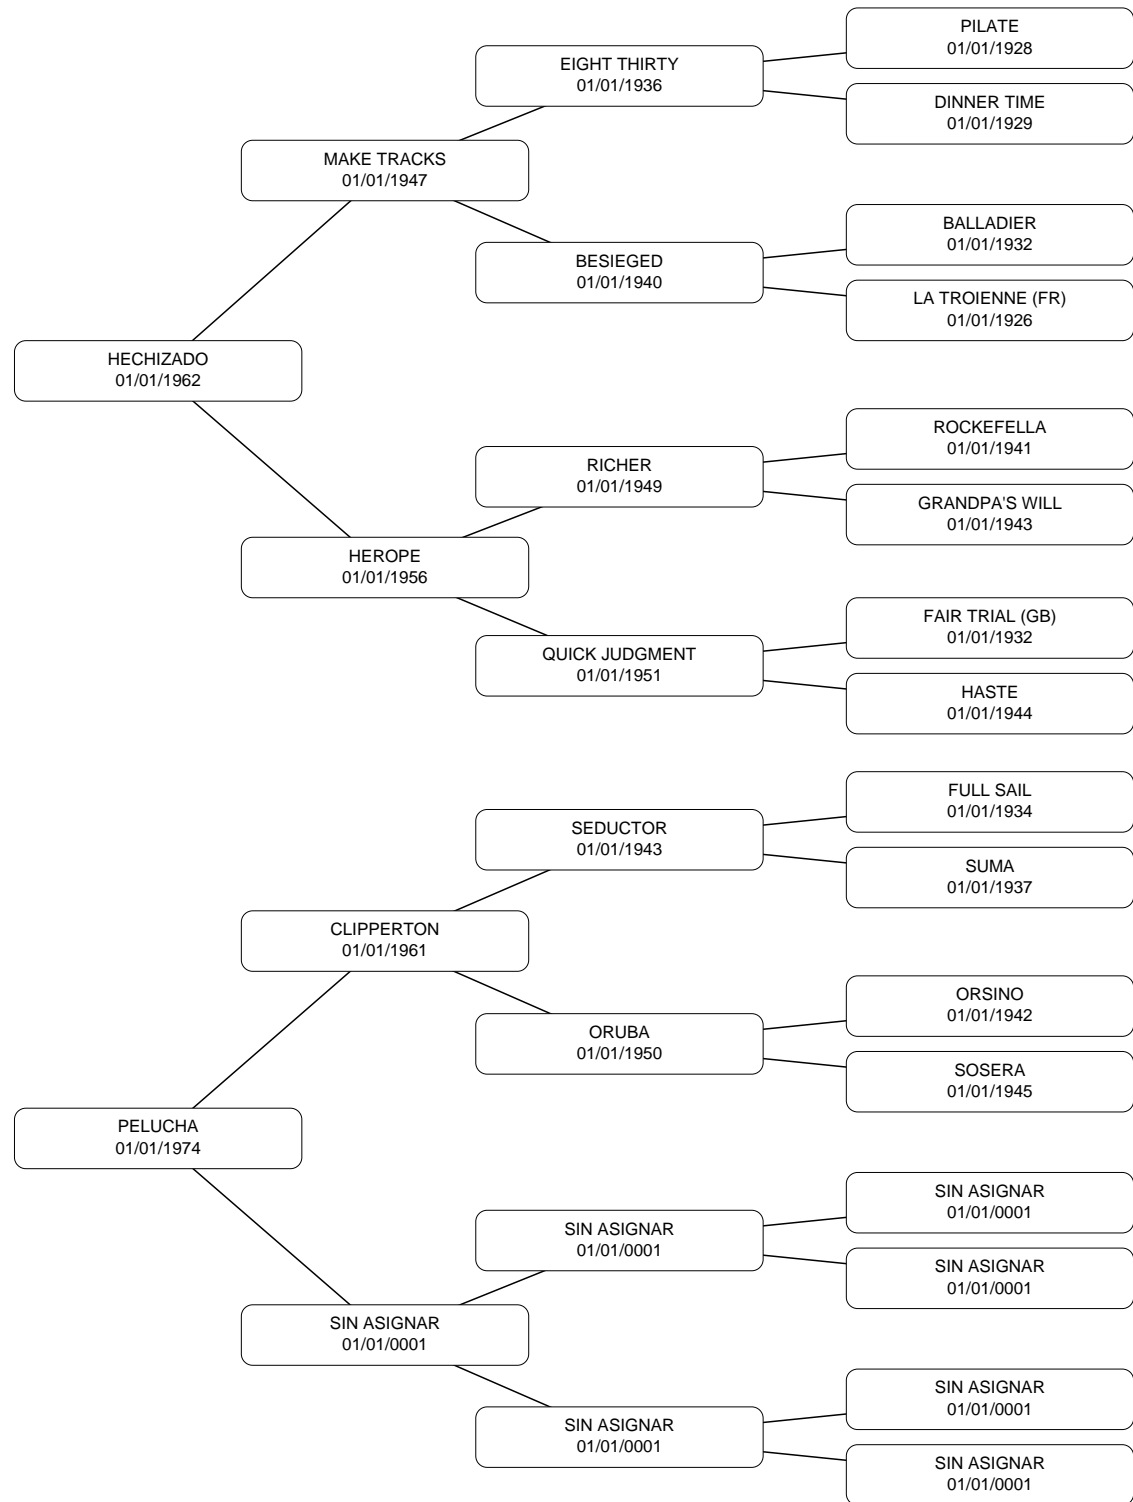 PILATE
01/01/1928
EIGHT THIRTY
01/01/1936
DINNER TIME
01/01/1929
MAKE TRACKS
01/01/1947
BALLADIER
01/01/1932
BESIEGED
01/01/1940
LA TROIENNE (FR)
01/01/1926
HECHIZADO
01/01/1962
ROCKEFELLA
01/01/1941
RICHER
01/01/1949
GRANDPA'S WILL
01/01/1943
HEROPE
01/01/1956
FAIR TRIAL (GB)
01/01/1932
QUICK JUDGMENT
01/01/1951
HASTE
01/01/1944
FULL SAIL
01/01/1934
SEDUCTOR
01/01/1943
SUMA
01/01/1937
CLIPPERTON
01/01/1961
ORSINO
01/01/1942
ORUBA
01/01/1950
SOSERA
01/01/1945
PELUCHA
01/01/1974
SIN ASIGNAR
01/01/0001
SIN ASIGNAR
01/01/0001
SIN ASIGNAR
01/01/0001
SIN ASIGNAR
01/01/0001
SIN ASIGNAR
01/01/0001
SIN ASIGNAR
01/01/0001
SIN ASIGNAR
01/01/0001